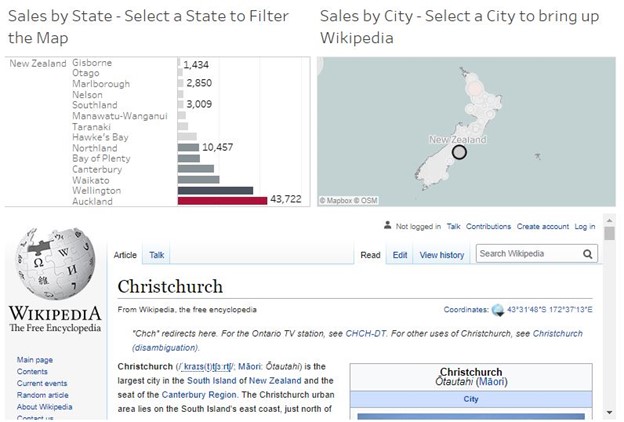 Sales by State - Select a State to Filter
the Map
New Zealand
Gisborne
1,434
Otago
Marlborough
2,850
Nelson
Southland
3,009
Manawatu-Wanganui
Taranaki
Hawke's Bay
Northland
10,457
Bay of Plenty
Canterbury
Waikato
Wellington
Auckland
43,722
Sales by City - Select a City to bring up
Wikipedia
New Zealand
© Mapbox © OSM
WIKIPEDIA
The Free Encyclopedia
Main page
Contents
Current events
Random article
About Wikipedia
Contact us
Not logged in Talk Contributions Create account Log in
Article Talk Read Edit View history Search Wikipedia
Christchurch
From Wikipedia, the free encyclopedia
Coordinates: 43°31′48″S 172°37′13″E
"Chch" redirects here. For the Ontario TV station, see CHCH-DT. For other uses of Christchurch, see Christchurch
(disambiguation).
Christchurch (/ˈkraɪs(t)tʃɜːrtʃ/; Māori: Ōtautahi) is the
largest city in the South Island of New Zealand and the
seat of the Canterbury Region. The Christchurch urban
area lies on the South Island's east coast, just north of
Christchurch
Ōtautahi (Māori)
City